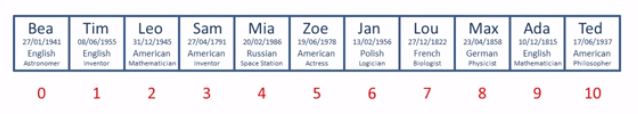 Bea Tim Leo Sam Mia Zoe Jan Lou Max Ada Ted
27/01/1941 08/06/1955 31/12/1945 27/04/1791 20/02/1986 19/06/1978 13/02/1956 27/12/1822 23/04/1858 10/12/1815 17/06/1937
English English American American Russian American Polish French German English American
Astronomer Inventor Mathematician Inventor Space Station Actress Logician Biologist Physicist Mathematician Philosopher
0 1 2 3 4 5 6 7 8 9 10